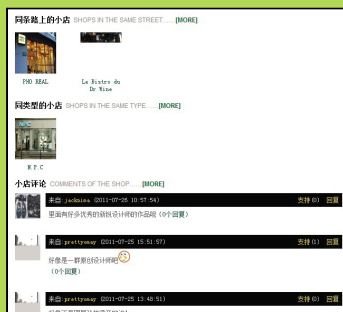 同条路上的小店 SHOPS IN THE SAME STREET...... [MORE]
PHO REAL
Le Bistro du Dr Wine
同类型的小店 SHOPS IN THE SAME TYPE...... [MORE]
N.P.C
小店评论 COMMENTS OF THE SHOP...... [MORE]
来自:jackmima (2011-07-26 10:57:54) 支持(0) 回复
里面有好多优秀的新锐设计师的作品呢 (0个回复)
来自:prettymay (2011-07-25 15:51:57) 支持(1) 回复
好像是一群原创设计师吧
(0个回复)
来自:prettymay (2011-07-25 13:48:51) 支持(0) 回复